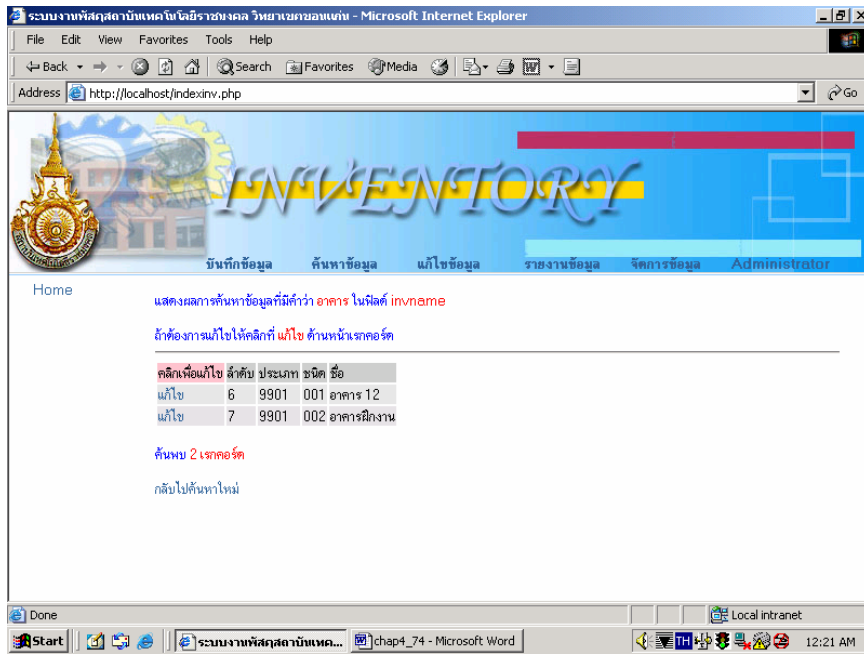 ระบบงานพัสดุสถาบันเทคโนโลยีราชมงคล วิทยาเขตขอนแก่น - Microsoft Internet Explorer
File Edit View Favorites Tools Help
Back Search Favorites Media
Address http://localhost/indexinv.php Go
INVENTORY
บันทึกข้อมูล ค้นหาข้อมูล แก้ไขข้อมูล รายงานข้อมูล จัดการข้อมูล Administrator
Home
แสดงผลการค้นหาข้อมูลที่มีคำว่า อาคาร ในฟิลด์ invname
ถ้าต้องการแก้ไขให้คลิกที่ แก้ไข ด้านหน้าเรกคอร์ด
คลิกเพื่อแก้ไข ลำดับ ประเภท ชนิด ชื่อ
แก้ไข 6 9901 001 อาคาร 12
แก้ไข 7 9901 002 อาคารฝึกงาน
ค้นพบ 2 เรกคอร์ด
กลับไปค้นหาใหม่
Done Local intranet
Start ระบบงานพัสดุสถาบันเทค... chap4_74 - Microsoft Word TH 12:21 AM